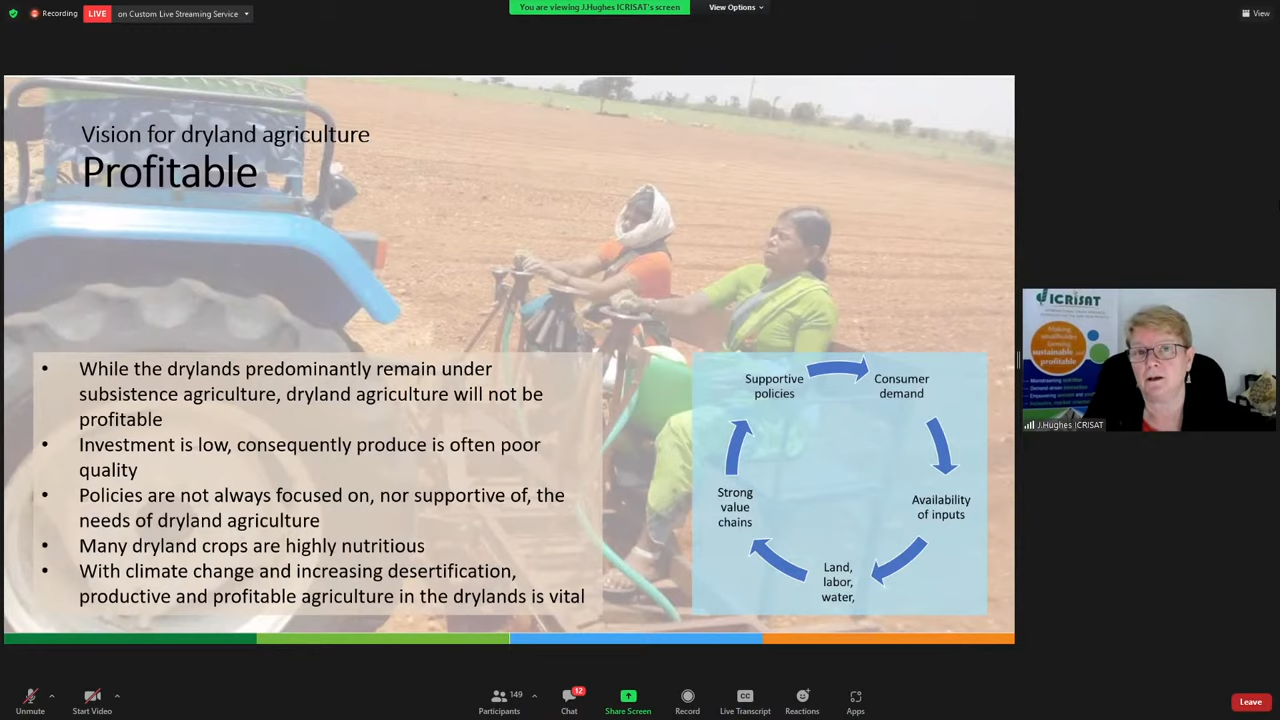 Recording
LIVE
on Custom Live Streaming Service
You are viewing J.Hughes ICRISAT's screen
View Options
View
Vision for dryland agriculture
Profitable
• While the drylands predominantly remain under
subsistence agriculture, dryland agriculture will not be
profitable
• Investment is low, consequently produce is often poor
quality
• Policies are not always focused on, nor supportive of, the
needs of dryland agriculture
• Many dryland crops are highly nutritious
• With climate change and increasing desertification,
productive and profitable agriculture in the drylands is vital
Supportive
policies
Consumer
demand
Availability
of inputs
Land,
labor,
water,
Strong
value
chains
ICRISAT
sustainable and
profitable
J.Hughes ICRISAT
Unmute
Start Video
149
Participants
12
Chat
Share Screen
Record
CC
Live Transcript
Reactions
Apps
Leave